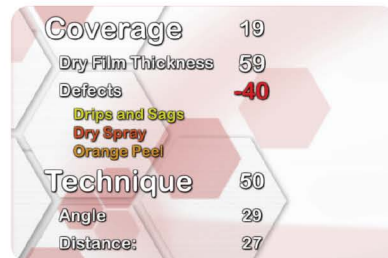 Coverage 19
Dry Film Thickness 59
Defects -40
Drips and Sags
Dry Spray
Orange Peel
Technique 50
Angle 29
Distance: 27